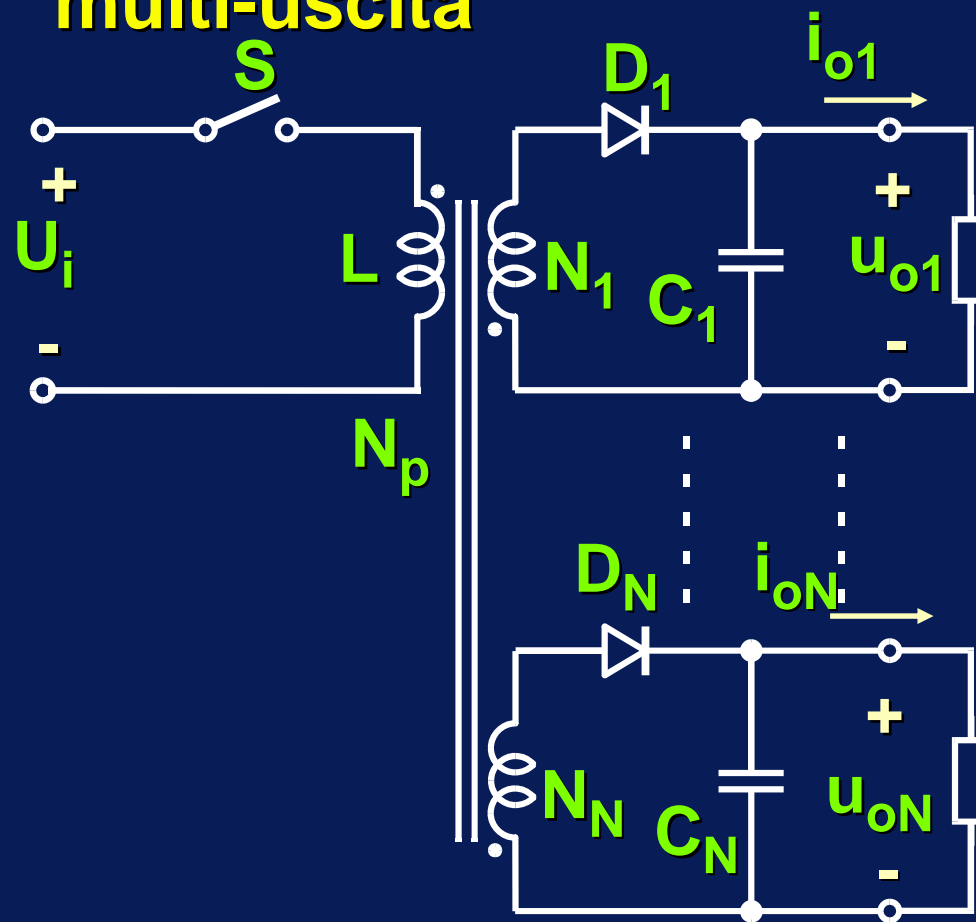 multi-uscita
S
D1
io1
+
Ui
-
L
Np
N1
C1
+
uo1
-
DN
ioN
NN
CN
+
uoN
-